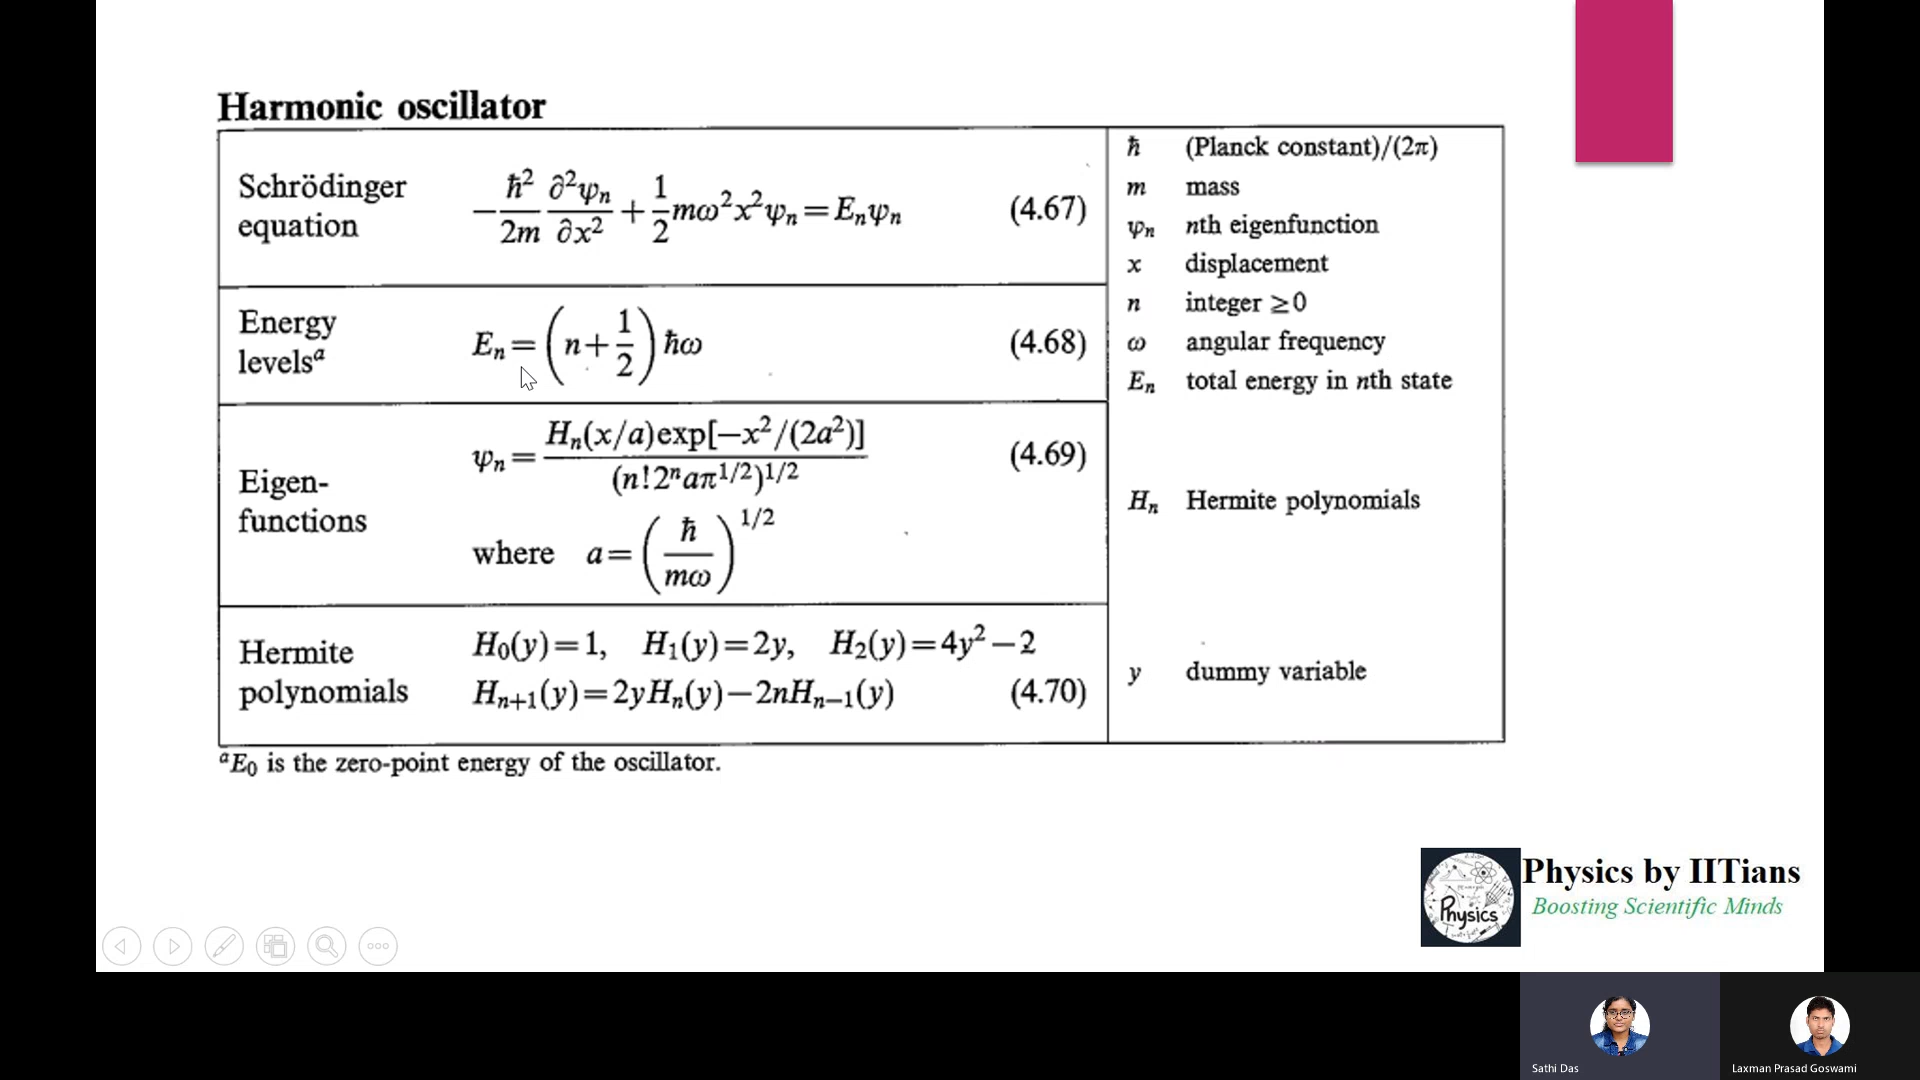 Harmonic oscillator
Schrödinger equation
−ħ²/2m ∂²ψₙ/∂x² + 1/2 mω²x²ψₙ = Eₙψₙ (4.67)
Energy levelsᵃ
Eₙ = (n + 1/2) ħω (4.68)
Eigen-
functions
ψₙ = Hₙ(x/a)exp[−x²/(2a²)] / (n!2ⁿaπ^1/2)^1/2 (4.69)
where a = (ħ/mω)^1/2
Hermite polynomials
H₀(y)=1, H₁(y)=2y, H₂(y)=4y²−2
Hₙ₊₁(y)=2yHₙ(y)−2nHₙ₋₁(y) (4.70)
ħ (Planck constant)/(2π)
m mass
ψₙ nth eigenfunction
x displacement
n integer ≥0
ω angular frequency
Eₙ total energy in nth state
Hₙ Hermite polynomials
y dummy variable
ᵃE₀ is the zero-point energy of the oscillator.
Physics
Physics by IITians
Boosting Scientific Minds
Sathi Das
Laxman Prasad Goswami